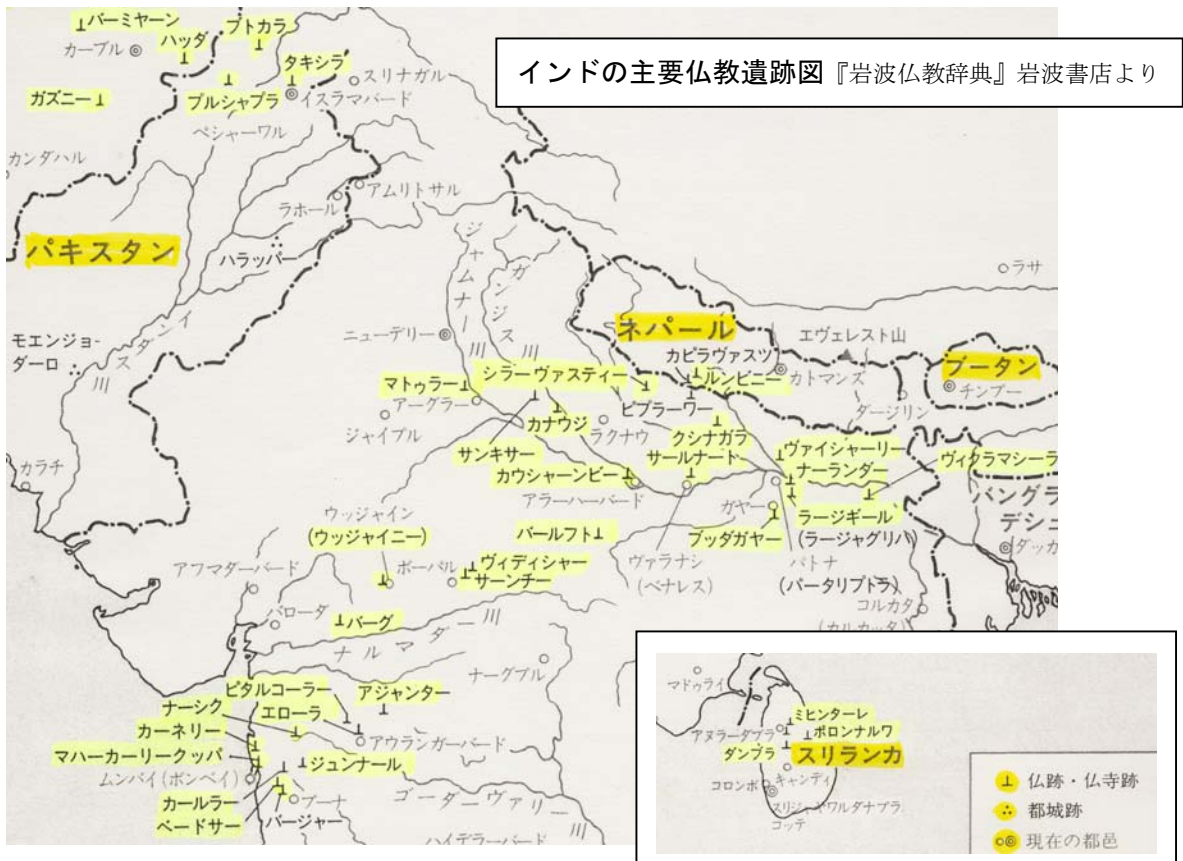 インドの主要仏教遺跡図『岩波仏教辞典』岩波書店より
バーミヤーン
ブトカラ
カーブル
ハッダ
タキシラ
スリナガル
ガズニー
プルシャプラ
イスラマバード
ペシャーワル
カンダハル
アムリトサル
ラホール
パキスタン
ハラッパー
ジャムナー川
ガンジス川
ラサ
モエンジョ-
ダーロ
インダス川
ニューデリー
ネパール
エヴェレスト山
カピラヴァスツ
ブータン
シラーヴァスティー
ルンビニー
カトマンズ
マトゥラー
チンプー
アーグラー
ピプラーワー
ダージリン
カナウジ
ジャイプル
ラクナウ
クシナガラ
サンキサー
サールナート
ヴァイシャーリー
ナーランダー
ヴィクラマシーラ
カウシャーンビー
カラチ
アラーハーバード
ガヤー
バングラ
デシュ
ウッジャイン
(ウッジャイニー)
バールフト
ブッダガヤー
ラージギール
(ラージャグリハ)
ダッカ
アフマダーバード
ボーパル
ヴィディシャー
サーンチー
ヴァラナシ
(ベナレス)
パトナ
(パータリプトラ)
コルカタ
(カルカッタ)
バローダ
バーグ
ナルマダー川
ナーグプル
ピタルコーラー
アジャンター
ナーシク
エローラ
カーネリー
アウランガーバード
マハーカーリークッパ
ムンバイ(ボンベイ)
ジュンナール
カールラー
プーナ
ゴーダーヴァリー川
ベードサー
バージャー
ハイデラーバード
マドゥライ
ミヒンターレ
アヌラーダプラ
ポロンナルワ
ダンブラ
スリランカ
コロンボ
キャンディ
スリジャヤワルダナプラ
コッテ
仏跡・仏寺跡
都城跡
現在の都邑